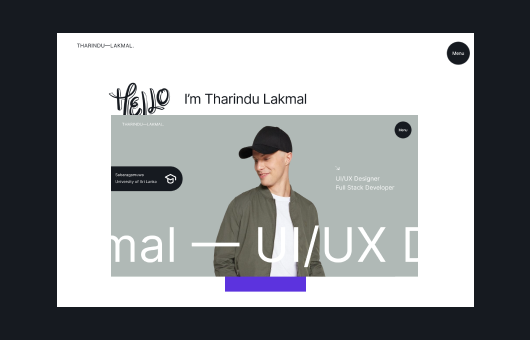 THARINDU—LAKMAL.
Menu
HELLO
I'm Tharindu Lakmal
THARINDU—LAKMAL.
Menu
Sabaragamuwa
University of Sri Lanka
UI/UX Designer
Full Stack Developer
mal — UI/UX D